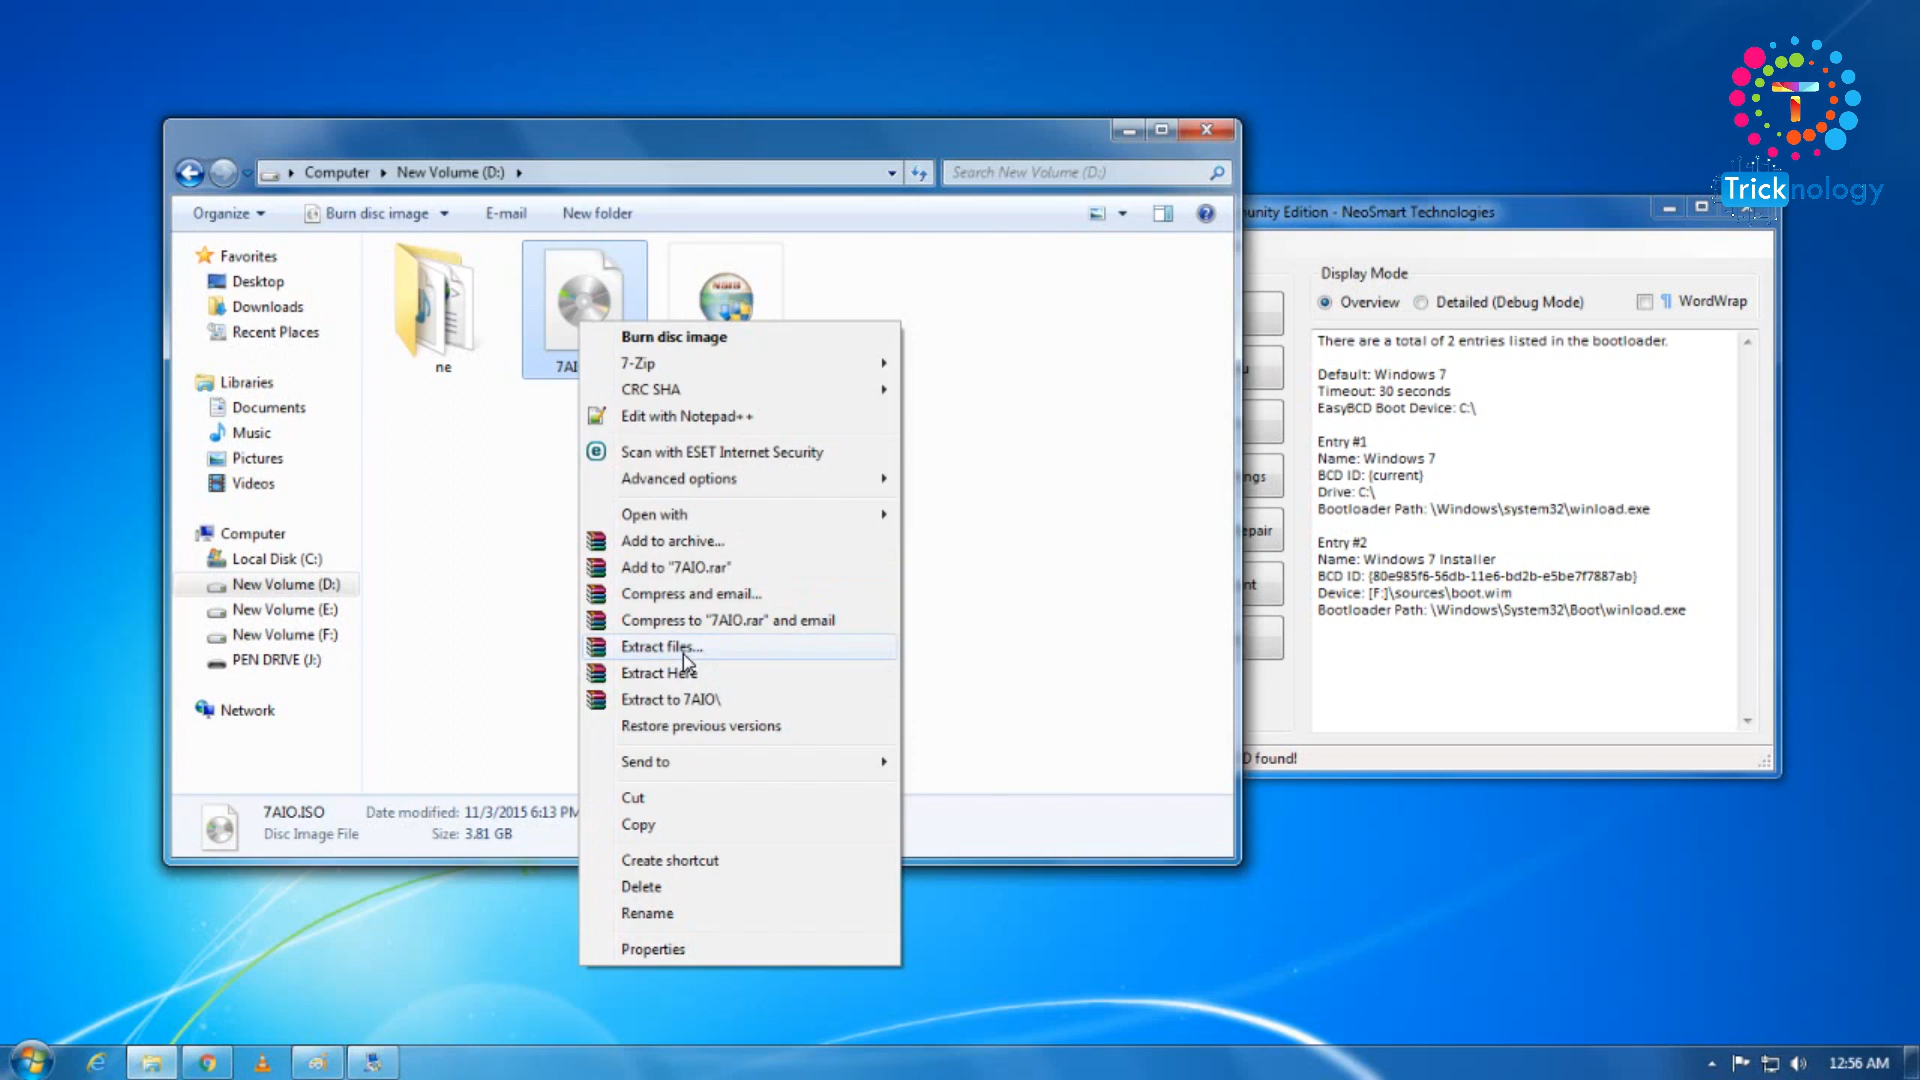 T
Tricknology
Computer
New Volume (D:)
Search New Volume (D:)
Organize
Burn disc image
E-mail
New folder
unity Edition - NeoSmart Technologies
Favorites
Desktop
Downloads
Recent Places
Libraries
Documents
Music
Pictures
Videos
Computer
Local Disk (C:)
New Volume (D:)
New Volume (E:)
New Volume (F:)
PEN DRIVE (J:)
Network
ne
7AI
Burn disc image
7-Zip
CRC SHA
Edit with Notepad++
Scan with ESET Internet Security
Advanced options
Open with
Add to archive...
Add to "7AIO.rar"
Compress and email...
Compress to "7AIO.rar" and email
Extract files...
Extract Here
Extract to 7AIO\
Restore previous versions
Send to
Cut
Copy
Create shortcut
Delete
Rename
Properties
7AIO.ISO
Date modified: 11/3/2015 6:13 PM
Disc Image File
Size: 3.81 GB
Display Mode
Overview
Detailed (Debug Mode)
WordWrap
There are a total of 2 entries listed in the bootloader.
Default: Windows 7
Timeout: 30 seconds
EasyBCD Boot Device: C:\
Entry #1
Name: Windows 7
BCD ID: {current}
Drive: C:\
Bootloader Path: \Windows\system32\winload.exe
Entry #2
Name: Windows 7 Installer
BCD ID: {80e985f6-56db-11e6-bd2b-e5be7f7887ab}
Device: [F:]\sources\boot.wim
Bootloader Path: \Windows\System32\Boot\winload.exe
u
ngs
epair
nt
D found!
12:56 AM